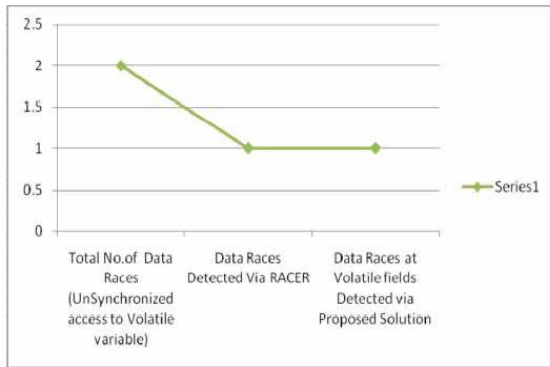 2.5
2
1.5
1
0.5
0
Series1
Total No.of Data
Races
(UnSynchronized
access to Volatile
variable)
Data Races
Detected Via RACER
Data Races at
Volatile fields
Detected via
Proposed Solution